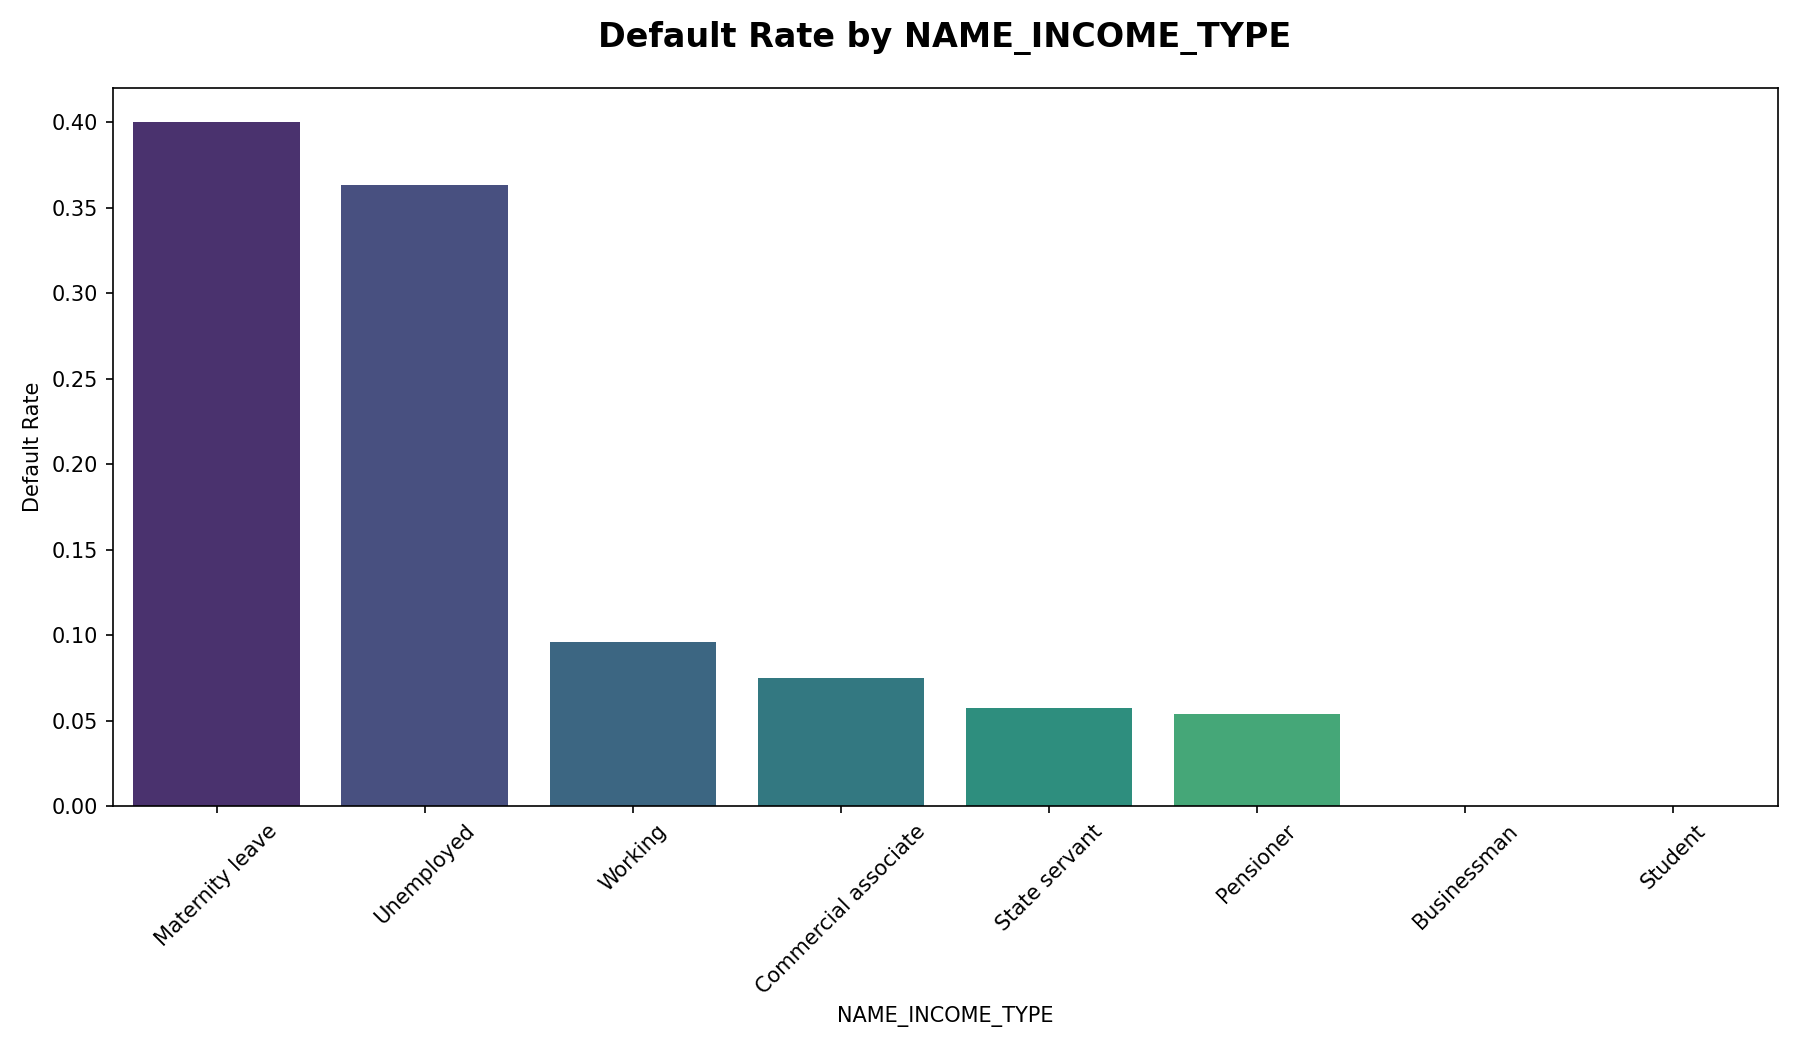 Default Rate by NAME_INCOME_TYPE
0.40
0.35
0.30
0.25
0.20
0.15
0.10
0.05
0.00
Default Rate
Maternity leave
Unemployed
Working
Commercial associate
State servant
Pensioner
Businessman
Student
NAME_INCOME_TYPE